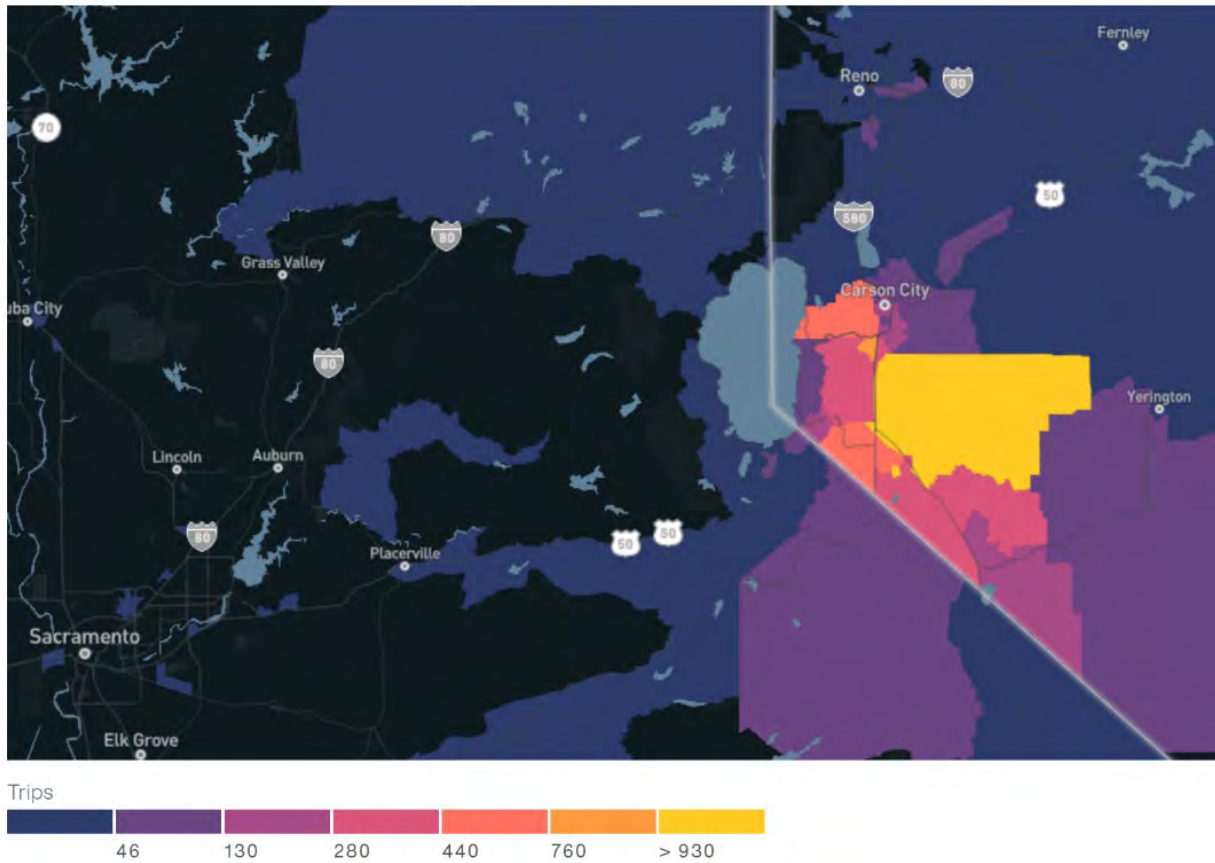 Fernley
Reno
80
70
50
580
80
Grass Valley
Carson City
uba City
80
Yerington
Lincoln
Auburn
80
50
50
Placerville
Sacramento
Elk Grove
Trips
46
130
280
440
760
> 930